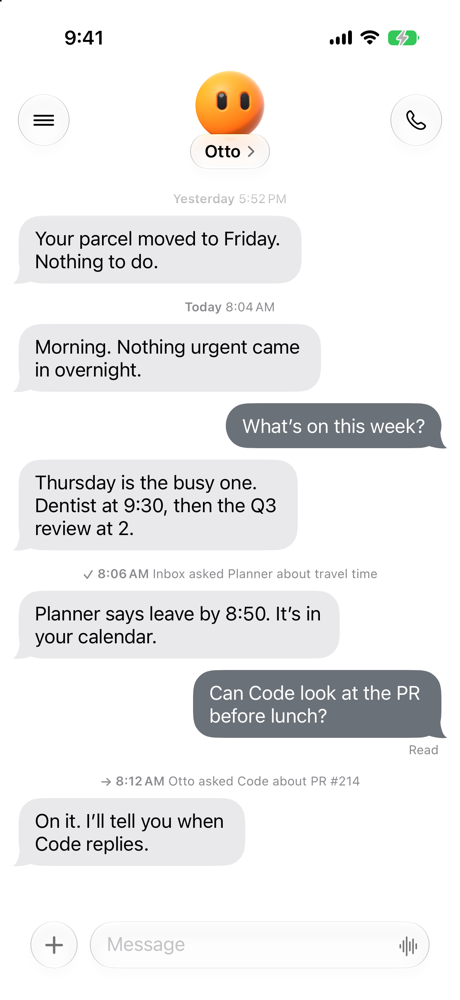 9:41
Otto
Yesterday 5:52 PM
Your parcel moved to Friday.
Nothing to do.
Today 8:04 AM
Morning. Nothing urgent came
in overnight.
What’s on this week?
Thursday is the busy one.
Dentist at 9:30, then the Q3
review at 2.
✓ 8:06 AM Inbox asked Planner about travel time
Planner says leave by 8:50. It’s in
your calendar.
Can Code look at the PR
before lunch?
Read
→ 8:12 AM Otto asked Code about PR #214
On it. I’ll tell you when
Code replies.
Message